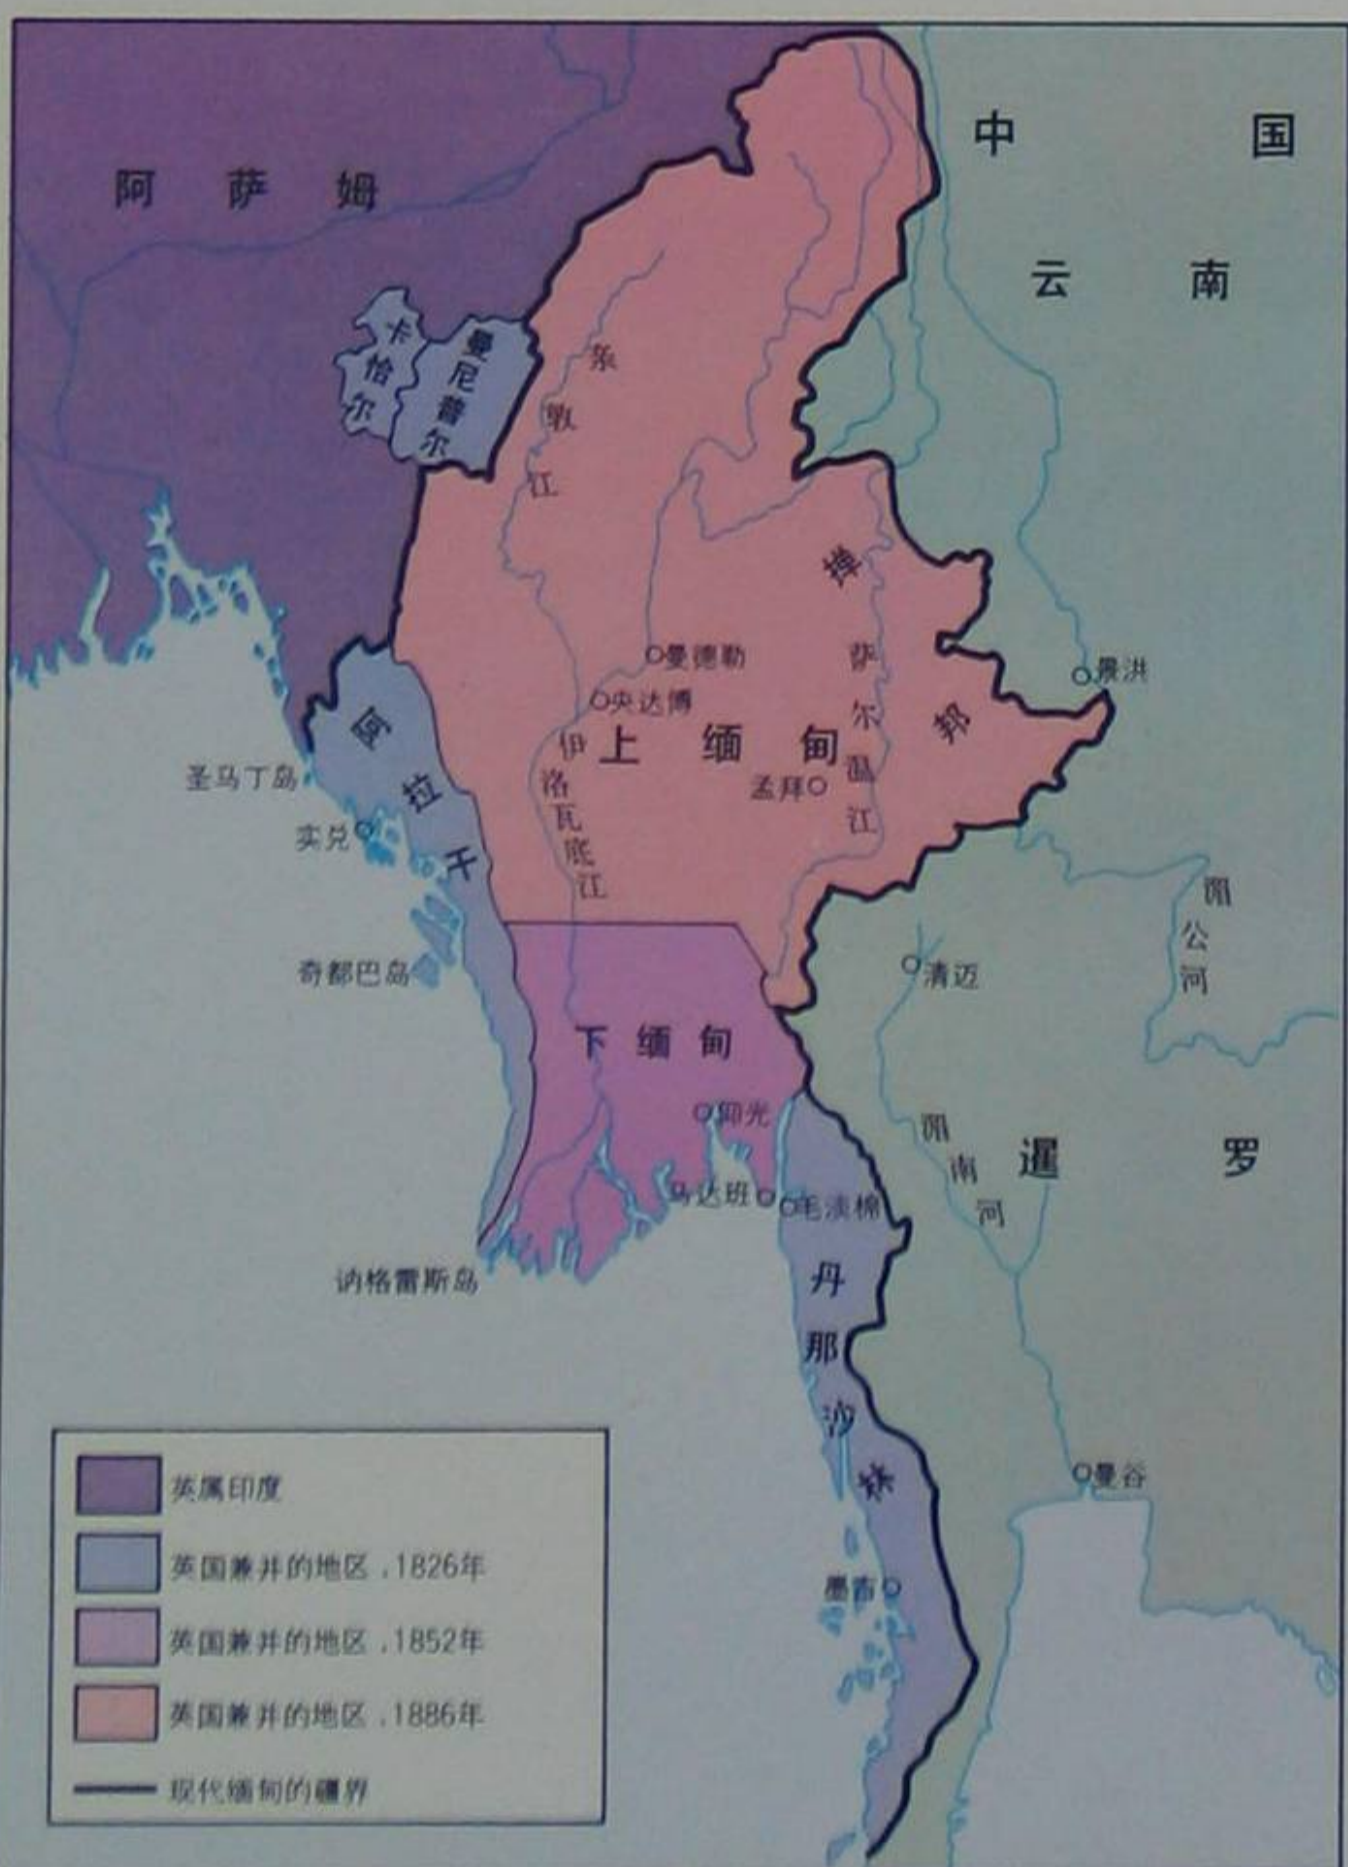 中国
阿萨姆
云南
卡恰尔
曼尼普尔
亲敦江
掸邦
曼德勒
萨尔温江
景洪
央达博
上缅甸
伊洛瓦底江
孟拜
阿拉干
圣马丁岛
实兑
湄公河
奇都巴岛
清迈
下缅甸
仰光
湄南河
暹罗
马达班
毛淡棉
讷格雷斯岛
丹那沙林
曼谷
墨吉
英属印度
英国兼并的地区，1826年
英国兼并的地区，1852年
英国兼并的地区，1886年
现代缅甸的疆界